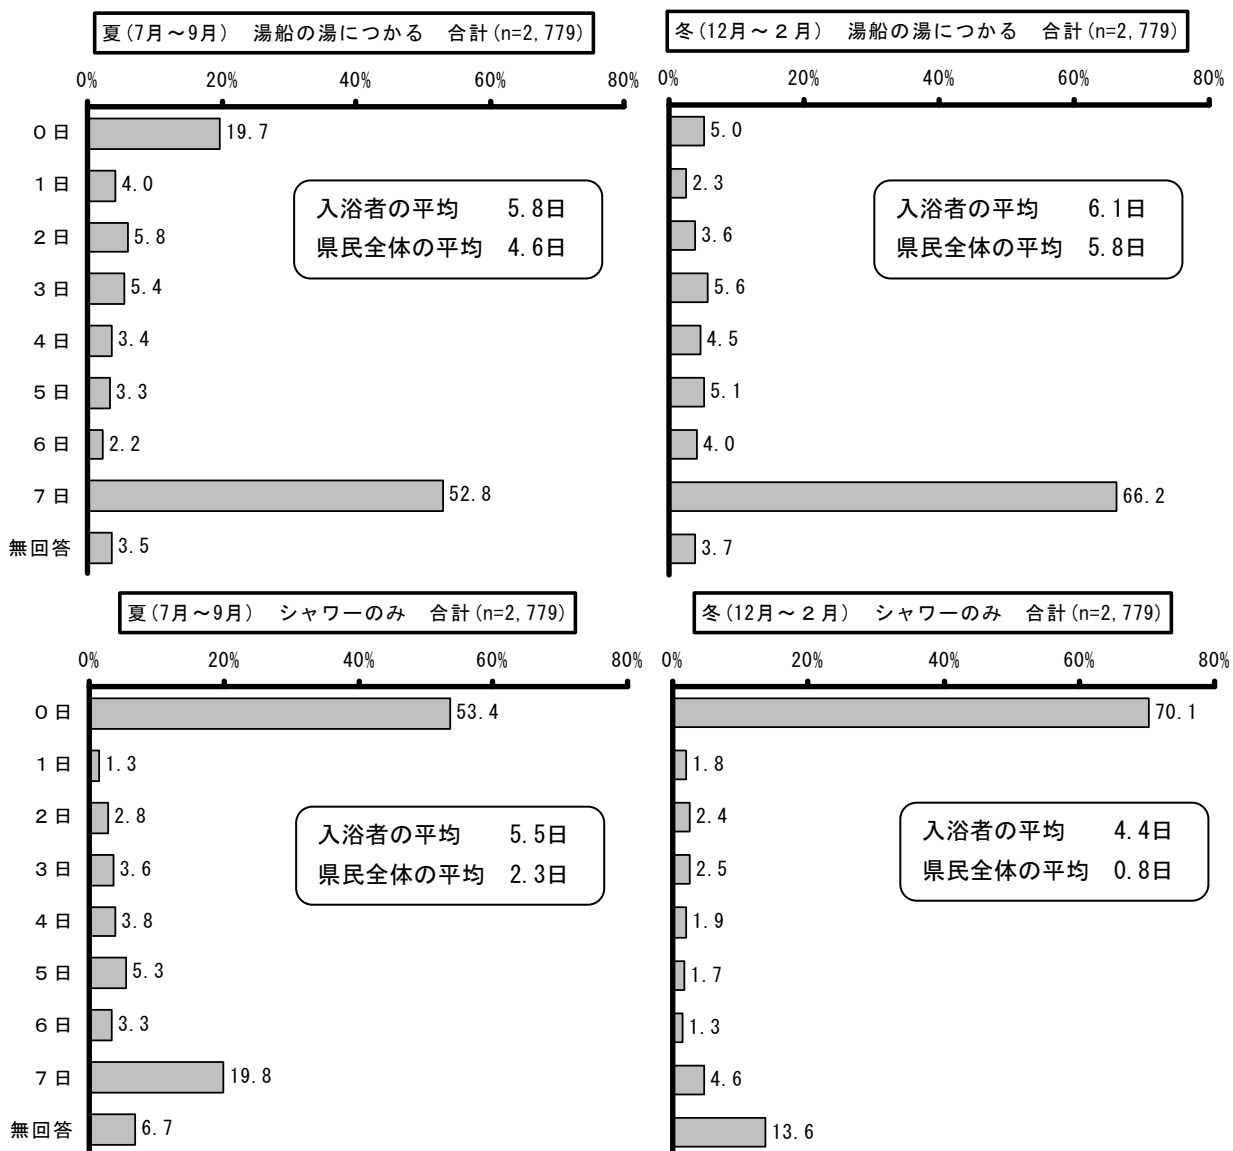 夏(7月～9月)　湯船の湯につかる　合計(n=2,779)
0% 20% 40% 60% 80%
０日 19.7
１日 4.0
２日 5.8
３日 5.4
４日 3.4
５日 3.3
６日 2.2
７日 52.8
無回答 3.5
入浴者の平均　5.8日
県民全体の平均　4.6日
冬(12月～２月)　湯船の湯につかる　合計(n=2,779)
0% 20% 40% 60% 80%
5.0
2.3
3.6
5.6
4.5
5.1
4.0
66.2
3.7
入浴者の平均　6.1日
県民全体の平均　5.8日
夏(7月～9月)　シャワーのみ　合計(n=2,779)
0% 20% 40% 60% 80%
０日 53.4
１日 1.3
２日 2.8
３日 3.6
４日 3.8
５日 5.3
６日 3.3
７日 19.8
無回答 6.7
入浴者の平均　5.5日
県民全体の平均　2.3日
冬(12月～２月)　シャワーのみ　合計(n=2,779)
0% 20% 40% 60% 80%
70.1
1.8
2.4
2.5
1.9
1.7
1.3
4.6
13.6
入浴者の平均　4.4日
県民全体の平均　0.8日